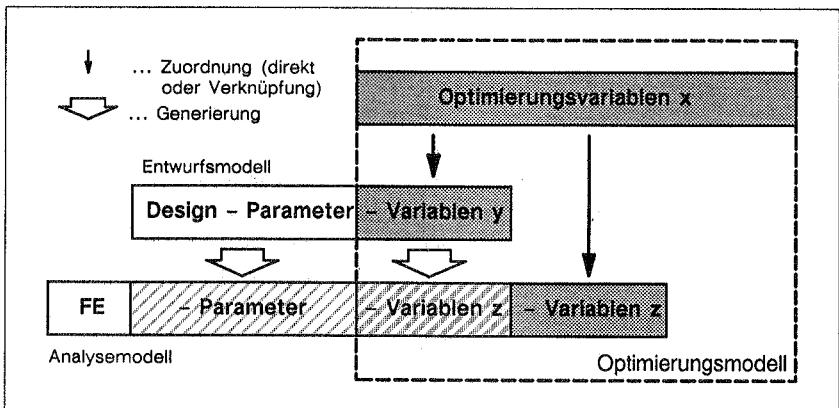 ... Zuordnung (direkt
oder Verknüpfung)
... Generierung
Optimierungsvariablen x
Entwurfsmodell
Design – Parameter – Variablen y
FE – Parameter – Variablen z – Variablen z
Analysemodell
Optimierungsmodell